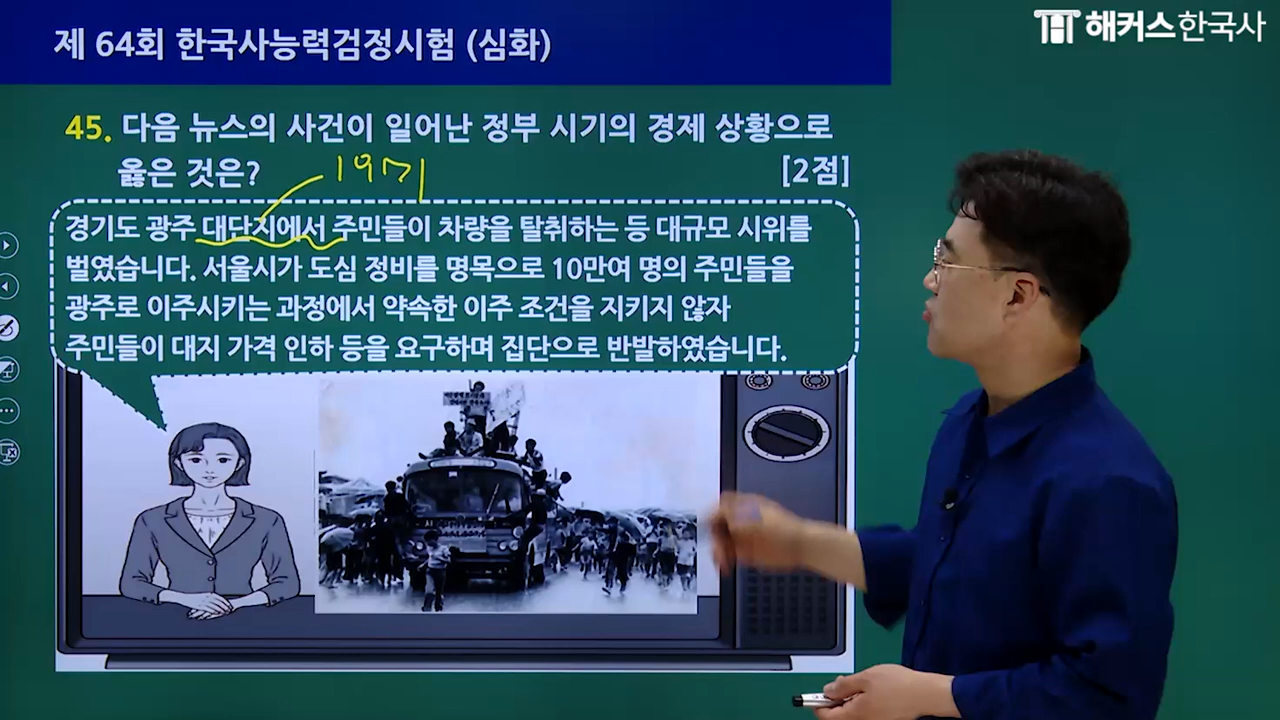 제 64회 한국사능력검정시험 (심화)
해커스한국사
45. 다음 뉴스의 사건이 일어난 정부 시기의 경제 상황으로
옳은 것은?
[2점]
1971
경기도 광주 대단지에서 주민들이 차량을 탈취하는 등 대규모 시위를
벌였습니다. 서울시가 도심 정비를 명목으로 10만여 명의 주민들을
광주로 이주시키는 과정에서 약속한 이주 조건을 지키지 않자
주민들이 대지 가격 인하 등을 요구하며 집단으로 반발하였습니다.